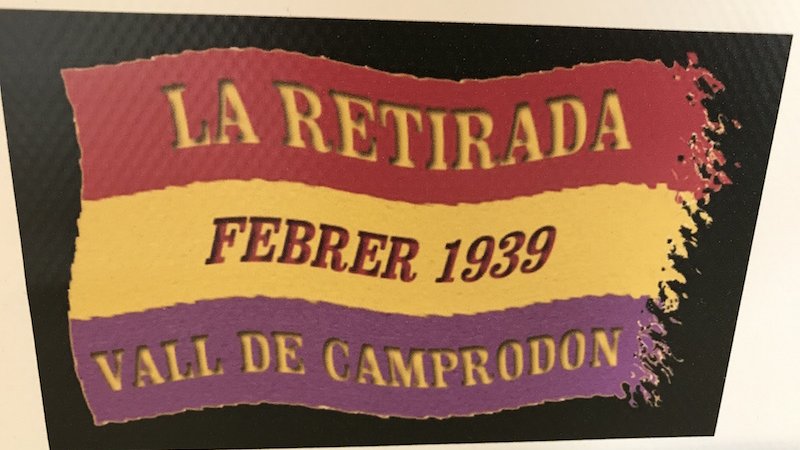 LA RETIRADA
FEBRER 1939
VALL DE CAMPRODON